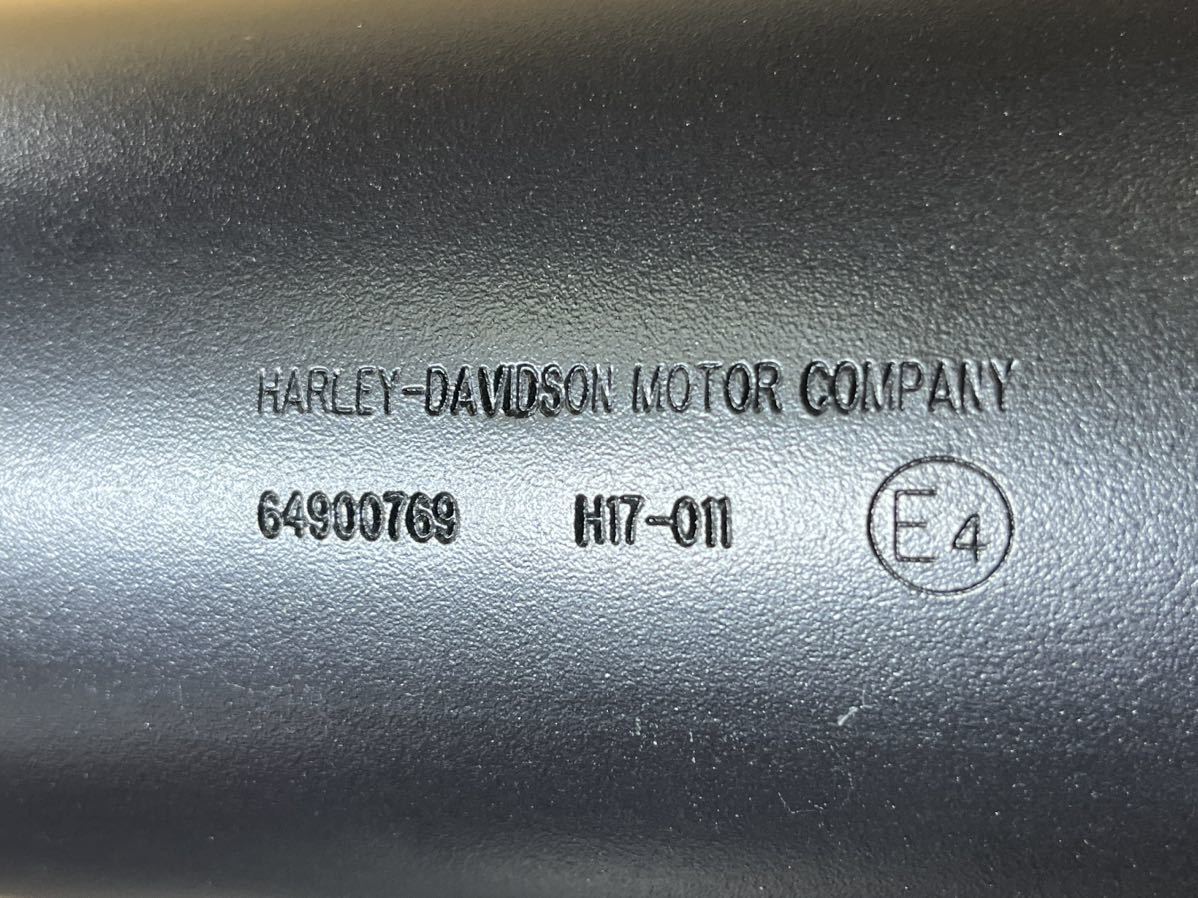 HARLEY-DAVIDSON MOTOR COMPANY
64900769 H17-011 E4